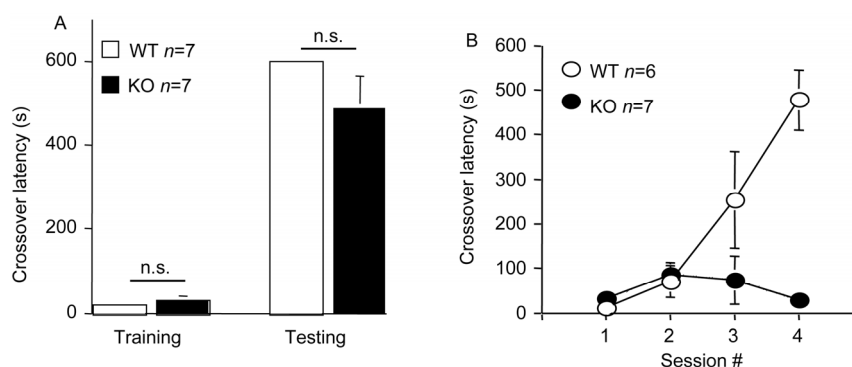 A
WT n=7
KO n=7
n.s.
n.s.
Crossover latency (s)
600
400
200
0
Training
Testing
B
WT n=6
KO n=7
Crossover latency (s)
600
500
400
300
200
100
0
1
2
3
4
Session #